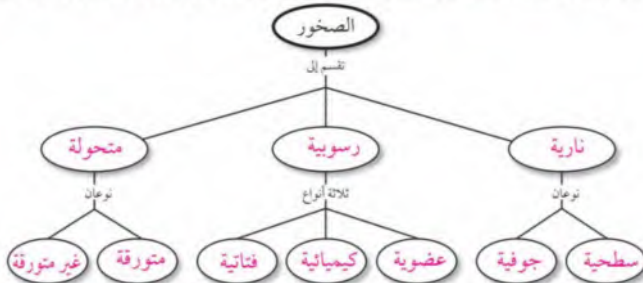 الصخور
تقسم إلى
نارية
رسوبية
متحولة
نوعان
ثلاثة أنواع
نوعان
سطحية
جوفية
عضوية
كيميائية
فتاتية
متورقة
غير متورقة